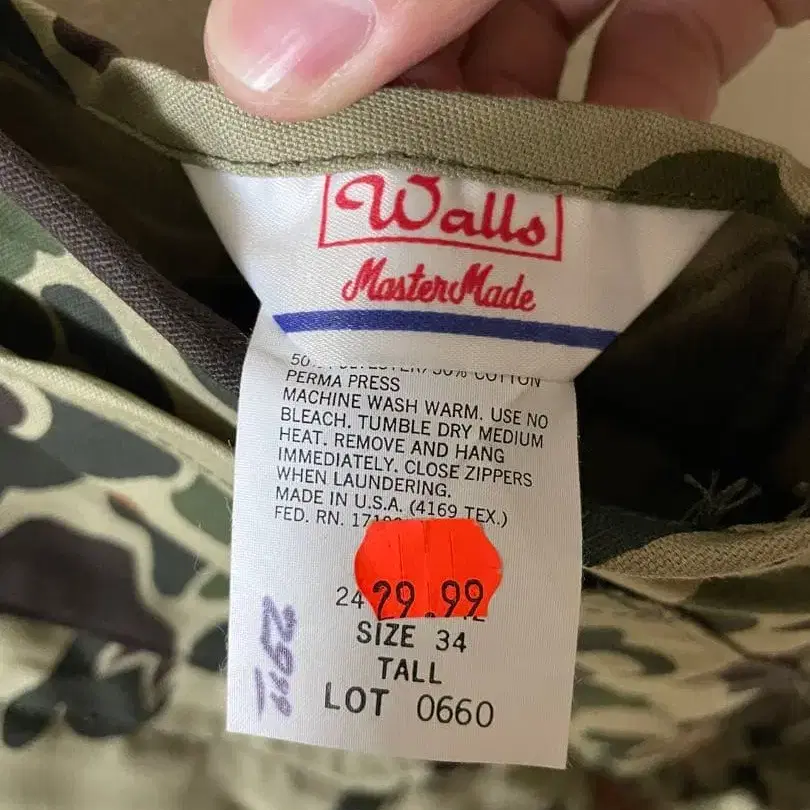 Walls
MasterMade
50% POLYESTER/50% COTTON
PERMA PRESS
MACHINE WASH WARM. USE NO
BLEACH. TUMBLE DRY MEDIUM
HEAT. REMOVE AND HANG
IMMEDIATELY. CLOSE ZIPPERS
WHEN LAUNDERING.
MADE IN U.S.A. (4169 TEX.)
FED. RN.
24
29.99
SIZE 34
TALL
LOT 0660